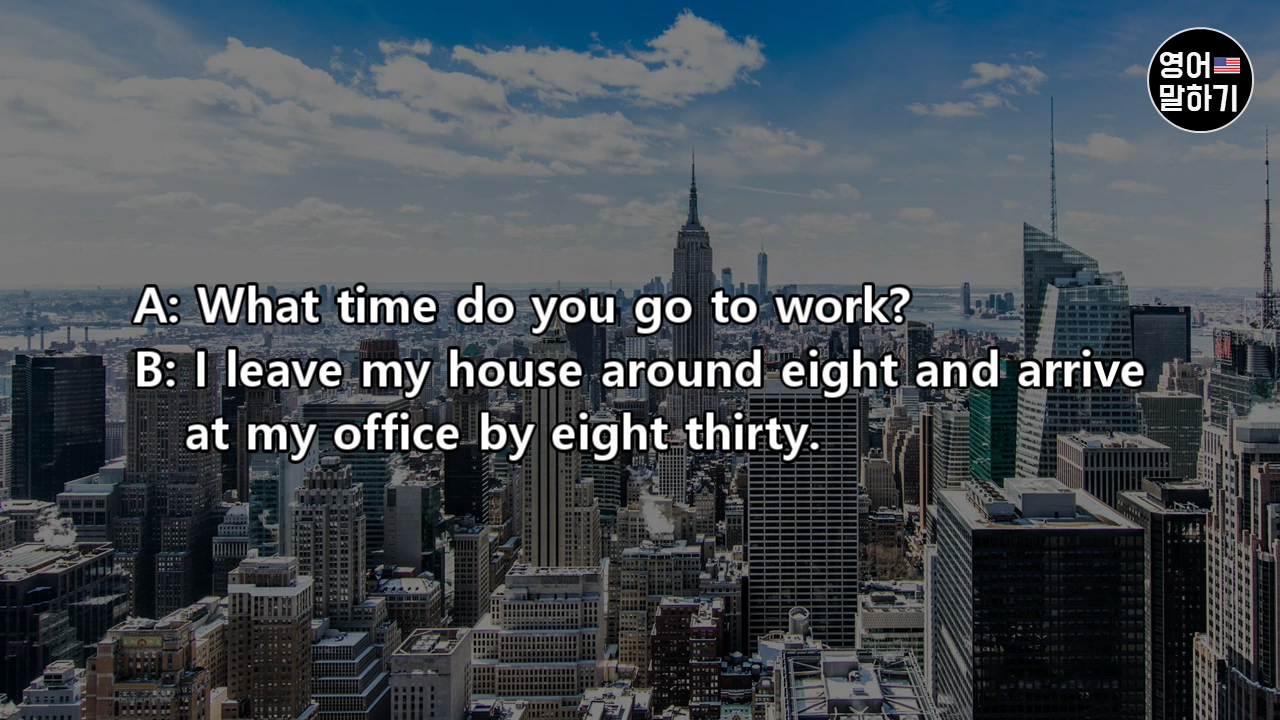 영어
말하기
A: What time do you go to work?
B: I leave my house around eight and arrive
at my office by eight thirty.